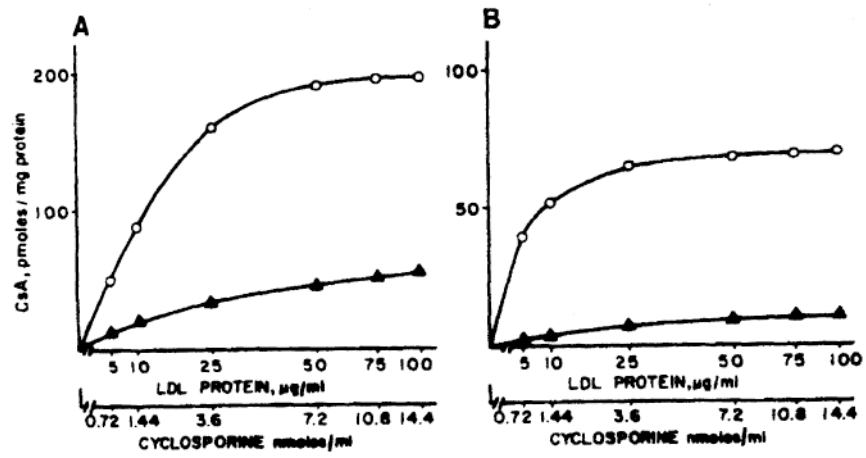 A
200
100
CsA, pmoles / mg protein
5 10 25 50 75 100
LDL PROTEIN, µg/ml
0.72 1.44 3.6 7.2 10.8 14.4
CYCLOSPORINE nmoles/ml
B
100
50
5 10 25 50 75 100
LDL PROTEIN, µg/ml
0.72 1.44 3.6 7.2 10.8 14.4
CYCLOSPORINE nmoles/ml